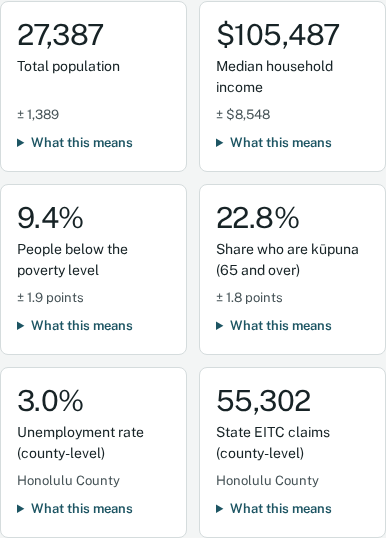 27,387
Total population
± 1,389
▶ What this means
$105,487
Median household
income
± $8,548
▶ What this means
9.4%
People below the
poverty level
± 1.9 points
▶ What this means
22.8%
Share who are kūpuna
(65 and over)
± 1.8 points
▶ What this means
3.0%
Unemployment rate
(county-level)
Honolulu County
▶ What this means
55,302
State EITC claims
(county-level)
Honolulu County
▶ What this means